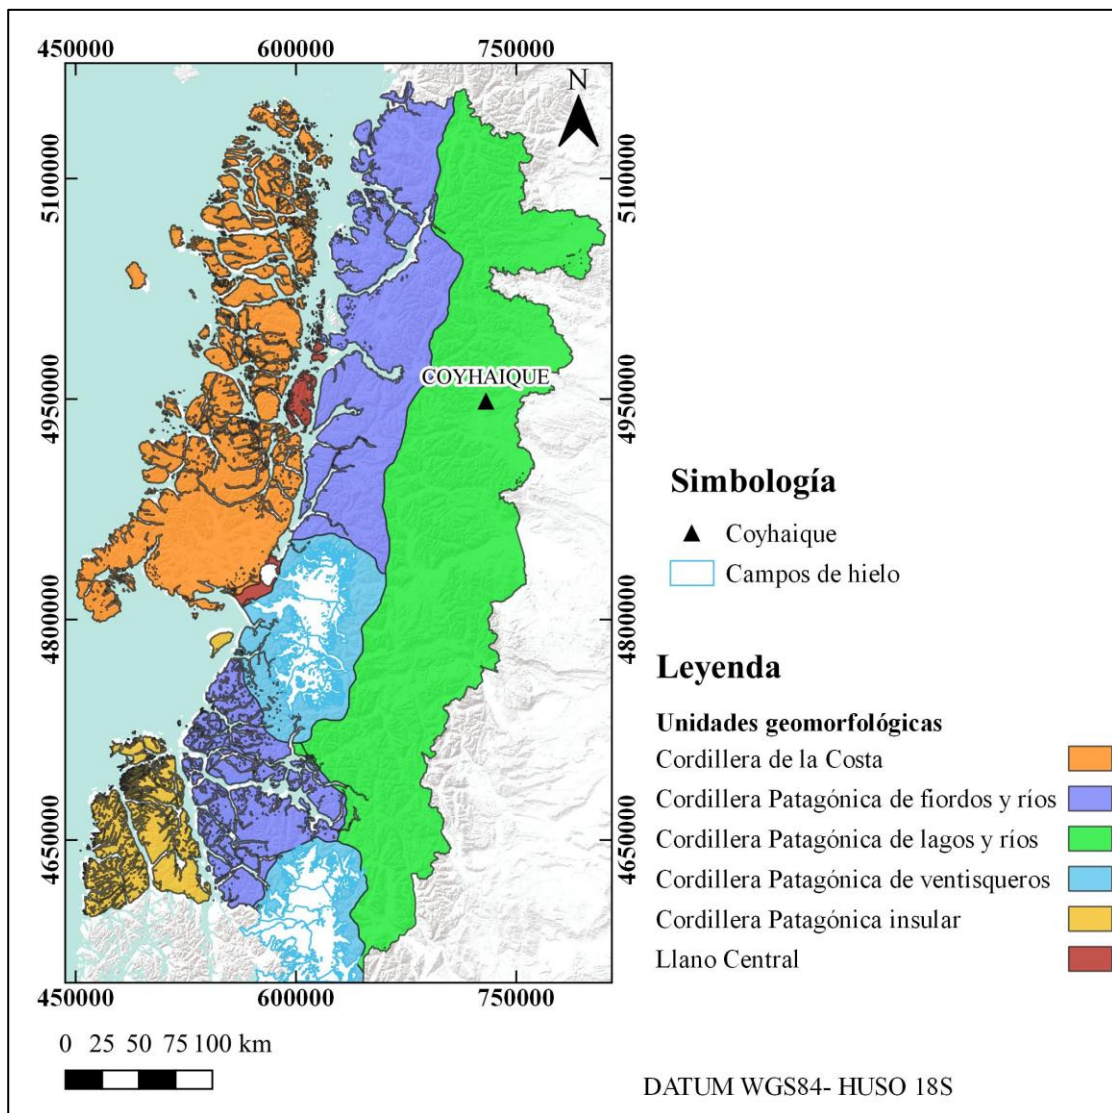 450000 600000 750000
N
5100000 5100000
4950000 4950000
COYHAIQUE
4800000 4800000
4650000 4650000
450000 600000 750000
0 25 50 75 100 km
Simbología
Coyhaique
Campos de hielo
Leyenda
Unidades geomorfológicas
Cordillera de la Costa
Cordillera Patagónica de fiordos y ríos
Cordillera Patagónica de lagos y ríos
Cordillera Patagónica de ventisqueros
Cordillera Patagónica insular
Llano Central
DATUM WGS84- HUSO 18S